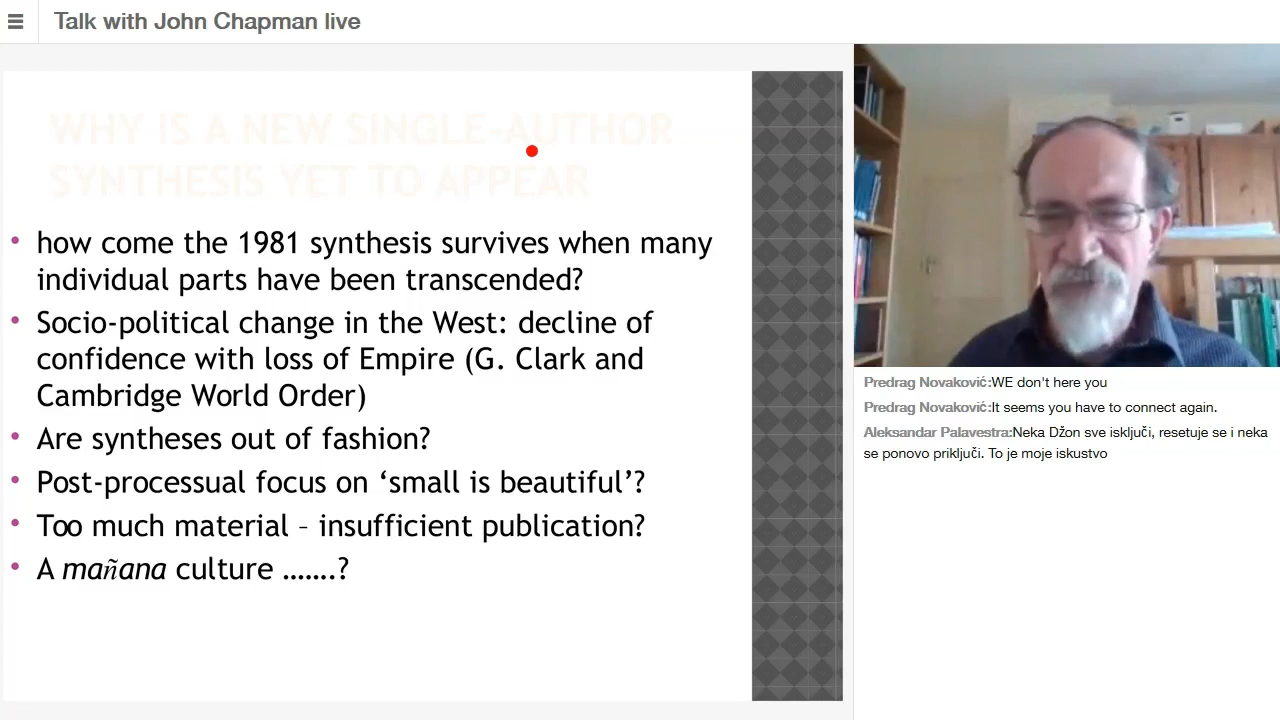 Talk with John Chapman live
WHY IS A NEW SINGLE-AUTHOR
SYNTHESIS YET TO APPEAR
• how come the 1981 synthesis survives when many
individual parts have been transcended?
• Socio-political change in the West: decline of
confidence with loss of Empire (G. Clark and
Cambridge World Order)
• Are syntheses out of fashion?
• Post-processual focus on ‘small is beautiful’?
• Too much material – insufficient publication?
• A mañana culture …….?
Predrag Novaković:WE don't here you
Predrag Novaković:It seems you have to connect again.
Aleksandar Palavestra:Neka Džon sve isključi, resetuje se i neka
se ponovo priključi. To je moje iskustvo